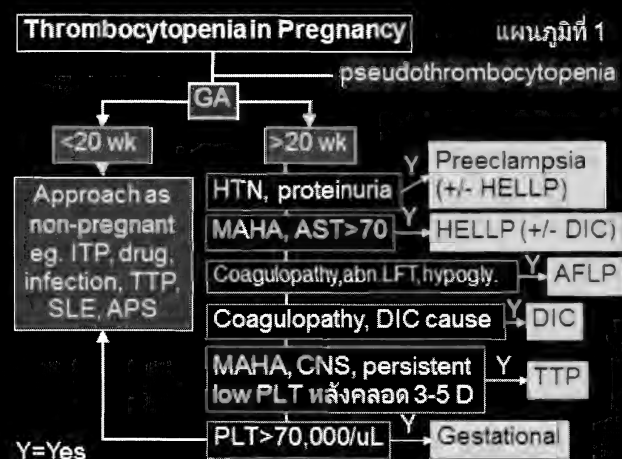 Thrombocytopenia in Pregnancy
แผนภูมิที่ 1
pseudothrombocytopenia
GA
<20 wk
>20 wk
Approach as
non-pregnant
eg. ITP, drug,
infection, TTP,
SLE, APS
HTN, proteinuria
Y
Preeclampsia
(+/- HELLP)
MAHA, AST>70
Y
HELLP (+/- DIC)
Coagulopathy,abn.LFT,hypogly.
Y
AFLP
Coagulopathy, DIC cause
Y
DIC
MAHA, CNS, persistent
low PLT หลังคลอด 3-5 D
Y
TTP
PLT>70,000/uL
Y
Gestational
Y=Yes